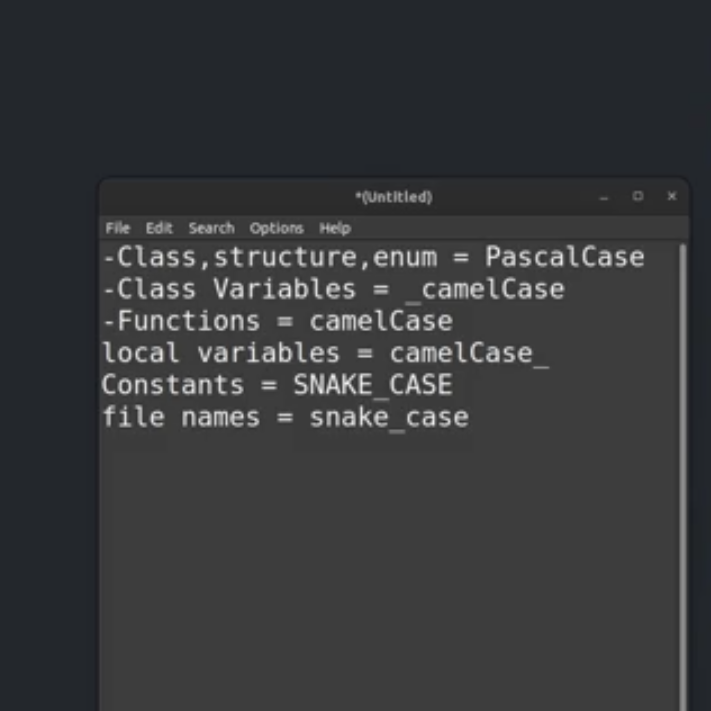 *(Untitled)
File Edit Search Options Help
-Class,structure,enum = PascalCase
-Class Variables = _camelCase
-Functions = camelCase
local variables = camelCase_
Constants = SNAKE_CASE
file names = snake_case